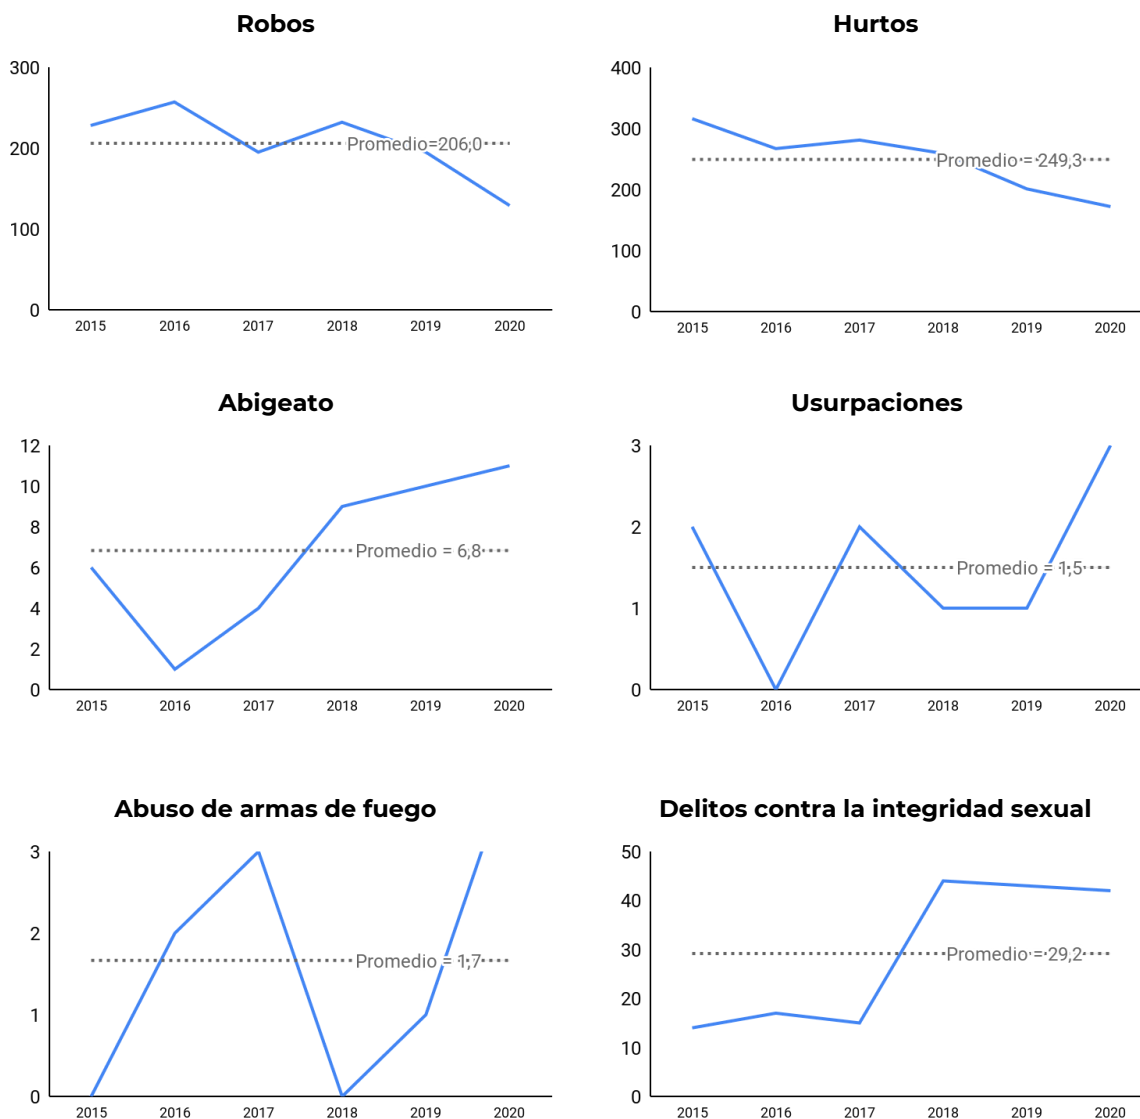 Robos
300
200
100
0
Promedio=206,0
2015 2016 2017 2018 2019 2020
Hurtos
400
300
200
100
0
Promedio = 249,3
2015 2016 2017 2018 2019 2020
Abigeato
12
10
8
6
4
2
0
Promedio = 6,8
2015 2016 2017 2018 2019 2020
Usurpaciones
3
2
1
0
Promedio = 1,5
2015 2016 2017 2018 2019 2020
Abuso de armas de fuego
3
2
1
0
Promedio = 1,7
2015 2016 2017 2018 2019 2020
Delitos contra la integridad sexual
50
40
30
20
10
0
Promedio = 29,2
2015 2016 2017 2018 2019 2020